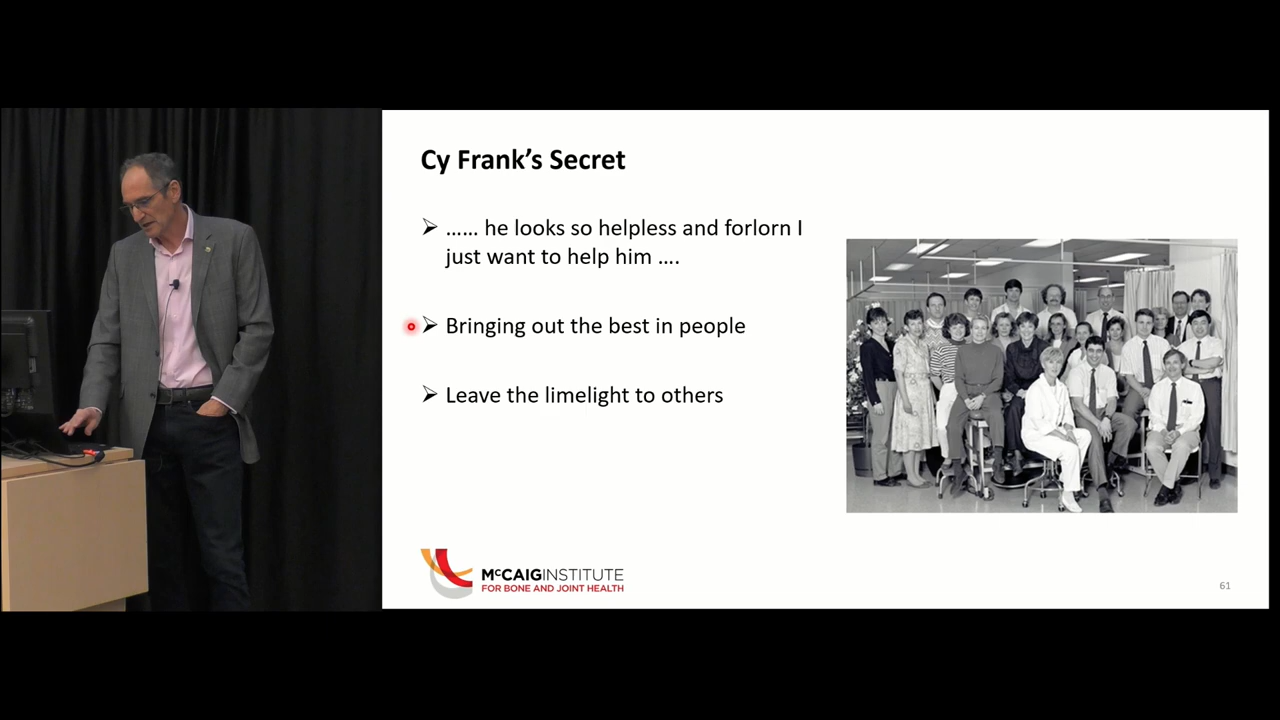 Cy Frank’s Secret
…… he looks so helpless and forlorn I
just want to help him ….
Bringing out the best in people
Leave the limelight to others
McCAIGINSTITUTE
FOR BONE AND JOINT HEALTH
61